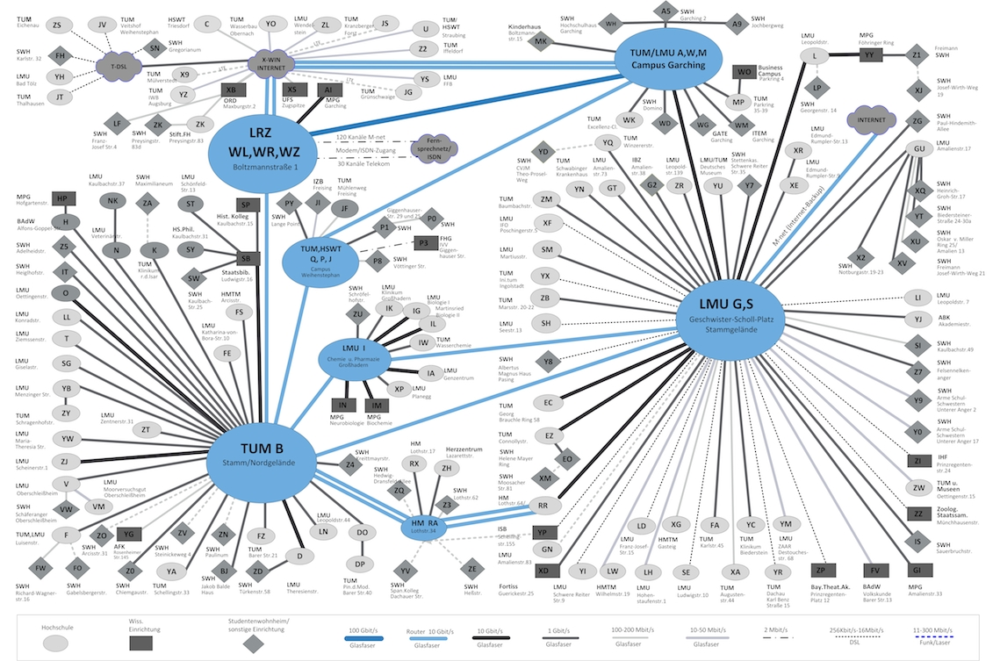 TUM
Eichenau
ZS
JV
TUM
Veitshof
Weihenstephan
HSWT
Triesdorf
C
TUM
Wasserbau
Obernach
YO
LMU
Wendelstein
ZL
TUM
Kranzberger
Forst
JS
U
TUM/
HSWT
Straubing
Z2
TUM
Iffeldorf
YS
LMU
FFB
JG
TUM
Grünschwaige
SWH
Karlstr. 32
FH
SN
SWH
Gregorianum
T-DSL
X-WIN
INTERNET
LMU
Bad Tölz
YH
TUM
Thalhausen
JT
TUM
Mülverstedt
X9
LTE
TUM
IWB
Augsburg
YZ
XB
ORD
Maxburgstr.2
XS
UFS
Zugspitze
AI
MPG
Garching
LF
SWH
Franz-
Josef Str.4
ZK
SWH
Preysingstr.
83d
ZK
Stift.FH
Preysingstr.83
LRZ
WL,WR,WZ
Boltzmannstraße 1
120 Kanäle M-net
Modem/ISDN-Zugang
30 Kanäle Telekom
Fern-
sprechnetz/
ISDN
Kinderhaus
Boltzmann-
str.15
MK
SWH
Hochschulhaus
Garching
WH
A5
SWH
Garching 2
A9
SWH
Jochbergweg
TUM/LMU A,W,M
Campus Garching
WO
Business
Campus
Parkring 4
MP
TUM
Parkring
35-39
WK
TUM
Excellenz-Cl.
SWH
Domino
WD
WG
GATE
Garching
WM
ITEM
Garching
LMU
Leopoldstr.
L
MPG
Föhringer Ring
YY
Z1
Freimann
SWH
LP
SWH
Georgenstr. 14
XJ
SWH
Josef-Wirth-Weg
19
INTERNET
ZG
SWH
Paul-Hindemith-
Allee
GU
LMU
Amalienstr.17
XQ
SWH
Heinrich-
Groh-Str.17
YT
SWH
Biedersteiner-
Straße 24-30a
XU
SWH
Oskar v. Miller
Ring 25/
Amalien 13
XV
SWH
Freimann
Josef-Wirth-Weg 21
X2
SWH
Notburgastr.19-23
XR
LMU
Edmund-
Rumpler-Str.13
XE
LMU
Edmund-
Rumpler-Str.9
M-net (Internet-Backup)
YD
SWH
CVJM
Theo-Prosel-
Weg
YQ
TUM
Winzererstr.
TUM
Schwabinger
Krankenhaus
YN
LMU
Amalien-
str.73
GT
IBZ
Amalien-
str.38
G2
LMU
Leopold-
str.139
ZR
LMU/TUM
Deutsches
Museum
YU
SWH
Stettenkas.
Schwere Reiter
Str.35
Y7
TUM
Baumbachstr.
ZM
LMU
IFO
Poschingerstr.5
XF
LMU
Martiusstr.
SM
TUM
Ini.tum
Ingolstadt
YX
TUM
Marsstr. 20-22
ZB
LMU
Seestr.13
SH
SWH
Albertus
Magnus Haus
Pasing
Y8
TUM
Georg
Brauchle Ring 58
EC
TUM
Connollystr.
EZ
SWH
Helene Mayer
Ring
EO
SWH
Moosacher
Str.81
XM
HM
Lothstr.64/
RR
LMU G,S
Geschwister-Scholl-Platz
Stammgelände
LI
LMU
Leopoldstr. 7
YJ
ABK
Akademiestr.
SI
SWH
Kaulbachstr.49
Z7
SWH
Felsennelken-
anger
Y9
SWH
Arme Schul-
Schwestern
Unterer Anger 2
Y0
SWH
Arme Schul-
Schwestern
Unterer Anger 17
ZI
IHF
Prinzregenten-
str.24
ZW
TUM u.
Museen
Oettingenstr.15
ZZ
Zoolog.
Staatssam.
Münchhausenstr.
IS
SWH
Sauerbruchstr.
MPG
Hofgartenstr.
HP
BAdW
Alfons-Goppel-Str.
H
SWH
Adelheidstr.
Z5
SWH
Heiglhofstr.
IT
LMU
Oettingenstr.
O
LMU
Konradstr.
LL
LMU
Ziemssenstr.
T
LMU
Giselastr.
SG
LMU
Menzinger Str.
YB
TUM
Schragenhofstr.
ZY
LMU
Maria-
Theresia Str.
YW
LMU
Scheinerstr.1
ZJ
LMU
Oberschleißheim
V
SWH
Schäferanger
Oberschleißheim
VW
LMU
Moorversuchsgut
Oberschleißheim
VM
LMU
Kaulbachstr.37
NK
LMU
Veterinärstr.
N
SWH
Maximilianeum
ZA
K
TUM
Klinikum
r.d.Isar
LMU
Schönfeld-
Str.13
ST
HS.Phil.
Kaulbachstr.31
SY
SW
SWH
Kaulbach-
Str.25
SP
Hist. Kolleg
Kaulbachstr.15
SB
Staatsbib.
Ludwigstr.16
HMTM
Arcisstr.
FS
LMU
Katharina-von-
Bora-Str.10
FE
LMU
Zentnerstr.31
ZT
PY
SWH
Lange Point
IZB
Freising
JI
TUM
Mühlenweg
Freising
JF
TUM,HSWT
Q, P, J
Campus
Weihenstephan
Giggenhauser-
Str. 29 und 25
P1
SWH
P0
SWH
P3
FHG
IVV
Giggen-
hauser Str.
P8
SWH
Vöttinger Str.
SWH
Schröfel-
hofstr.
ZU
LMU
Klinikum
Großhadern
IK
LMU
Biologie I
Martinsried
Biologie II
IG
IL
IW
TUM
Wasserchemie
IA
LMU
Genzentrum
XP
LMU
Planegg
IN
MPG
Neurobiologie
IM
MPG
Biochemie
LMU I
Chemie u. Pharmacie
Großhadern
TUM B
Stamm/Nordgelände
Z4
SWH
Kreittmayrstr.
SWH
Hedwig-
Dransfeld Allee
ZQ
HM
Lothstr.17
RX
Herzzentrum
Lazarettstr.
ZH
Z3
SWH
Lothstr.62
HM RA
Lothstr.34
YV
SWH
Span.Kolleg
Dachauer Str.
ZE
SWH
Heßstr.
ISB
Schelling-
str.155
YP
LMU
Amalienstr.83
GN
Fortiss
Guerickestr.25
XD
TUM,LMU
Luisenstr.
F
ZO
SWH
Arcisstr.31
YG
AFK
Rosenheimer-
Str.145
FW
SWH
Richard-Wagner-
str.16
FO
SWH
Gabelsbergerstr.
Z0
SWH
Chiemgaustr.
SWH
Steinickeweg 4
ZV
YA
TUM
Schellingstr.33
ZN
SWH
Paulinum
BJ
SWH
Jakob Balde
Haus
FZ
TUM
Barer Str.21
ZD
SWH
Türkenstr.58
D
LMU
Theresienstr.
LN
LMU
Leopoldstr.44
DO
DP
TUM
Pin.d.Mod.
Barer Str.40
YI
LMU
Schwere Reiter
Str.9
LW
HMTM
Wilhelmstr.19
LD
LMU
Franz-Josef-
Str.15
LH
LMU
Hohen-
staufenstr.1
XG
HMTM
Gasteig
SE
LMU
Ludwigstr.10
FA
TUM
Karlstr.45
XA
TUM
Augusten-
str.44
YC
LMU
Klinikum
Biederstein
YM
LMU
ZAAR
Destouches-
str. 68
YR
TUM
Dachau
Karl Benz
Straße 15
ZP
Bay.Theat.Ak.
Prinzregenten-
Platz 12
FV
BAdW
Volkskunde
Barer Str.13
GI
MPG
Amalienstr.33
Hochschule
Wiss.
Einrichtung
Studentenwohnheim/
sonstige Einrichtung
100 Gbit/s
Glasfaser
Router 10 Gbit/s
Glasfaser
10 Gbit/s
Glasfaser
1 Gbit/s
Glasfaser
100-200 Mbit/s
Glasfaser
10-50 Mbit/s
Glasfaser
2 Mbit/s
256Kbit/s-16Mbit/s
DSL
11-300 Mbit/s
Funk/Laser